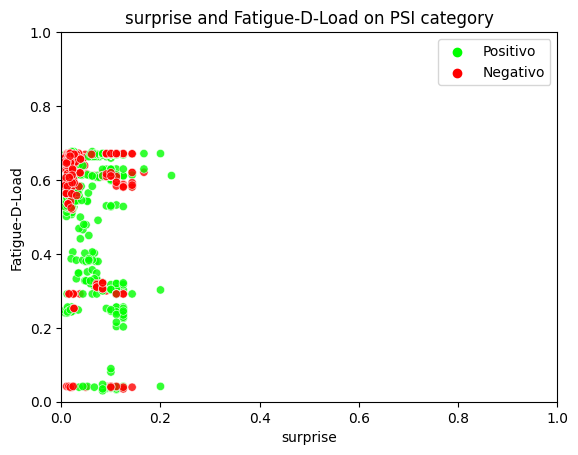 surprise and Fatigue-D-Load on PSI category
1.0
Positivo
Negativo
0.8
0.6
Fatigue-D-Load
0.4
0.2
0.0
0.0 0.2 0.4 0.6 0.8 1.0
surprise